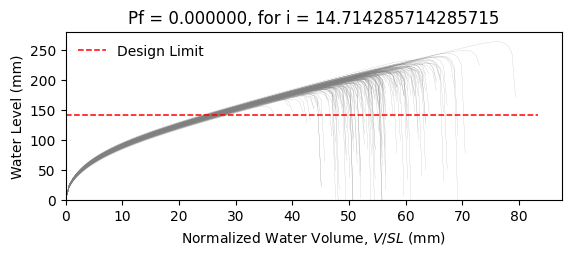 Pf = 0.000000, for i = 14.714285714285715
Design Limit
Water Level (mm)
250
200
150
100
50
0
0 10 20 30 40 50 60 70 80
Normalized Water Volume, V/SL (mm)